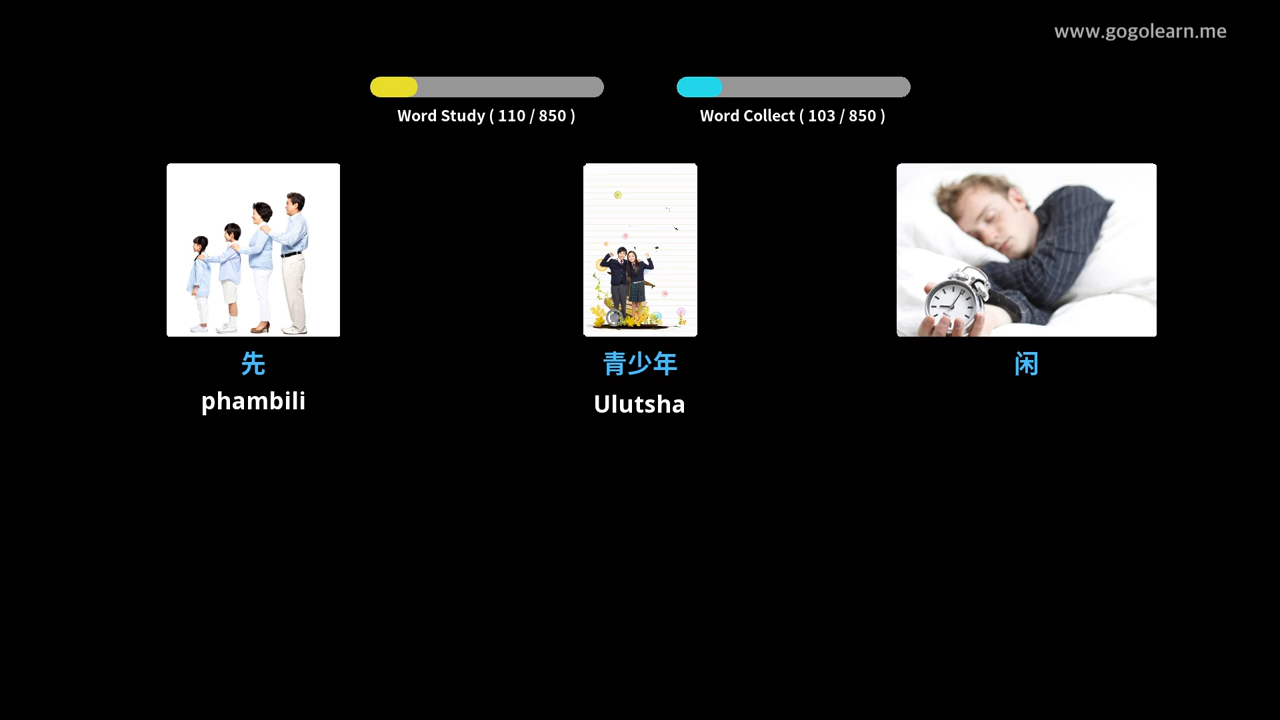 www.gogolearn.me
Word Study ( 110 / 850 )
Word Collect ( 103 / 850 )
先
青少年
闲
phambili
Ulutsha